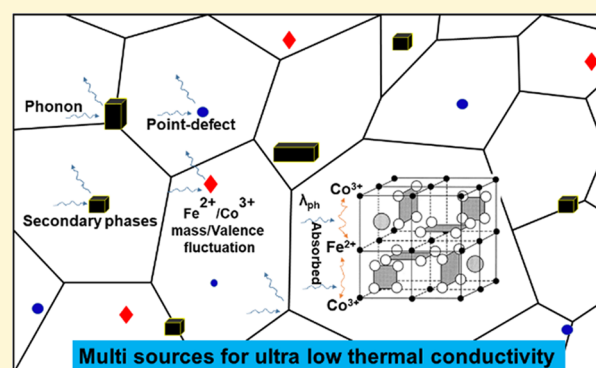 Phonon
Point-defect
Secondary phases
Fe²⁺/Co³⁺
mass/Valence
fluctuation
λph
Absorbed
Co³⁺
Fe²⁺
Co³⁺
Multi sources for ultra low thermal conductivity